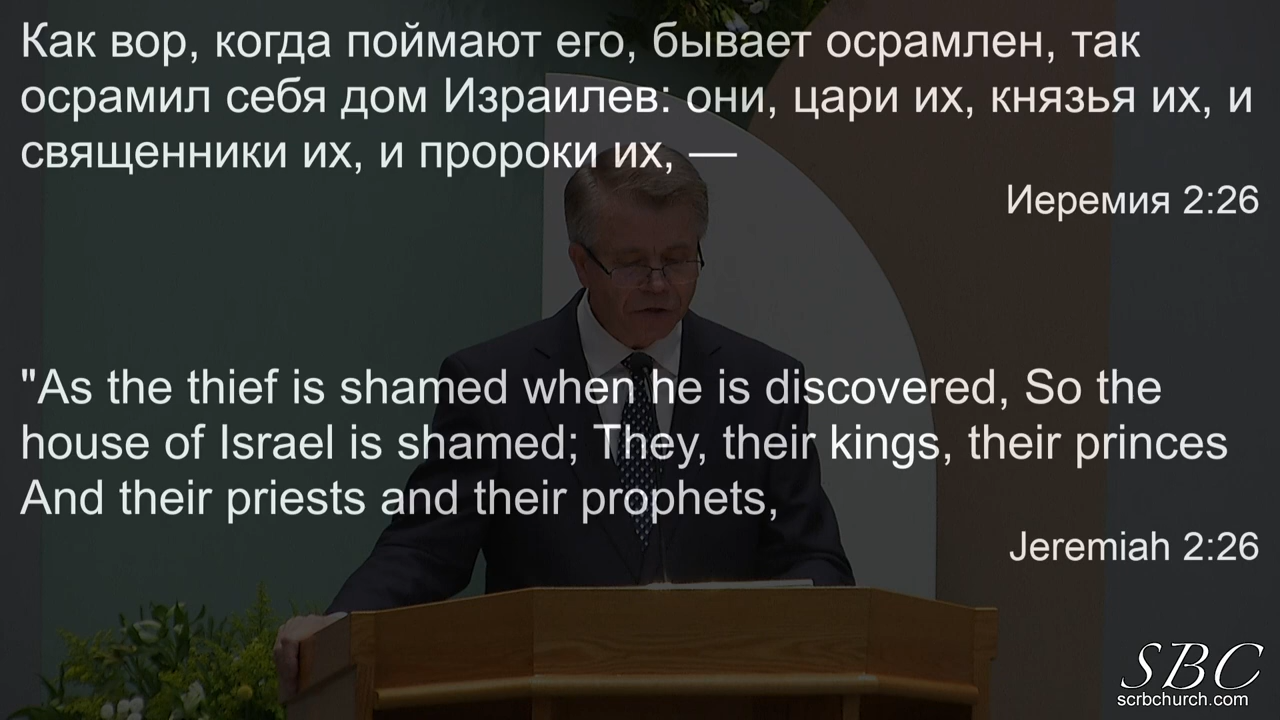 Как вор, когда поймают его, бывает осрамлен, так
осрамил себя дом Израилев: они, цари их, князья их, и
священники их, и пророки их, —
Иеремия 2:26
"As the thief is shamed when he is discovered, So the
house of Israel is shamed; They, their kings, their princes
And their priests and their prophets,
Jeremiah 2:26
SBC
scrbchurch.com